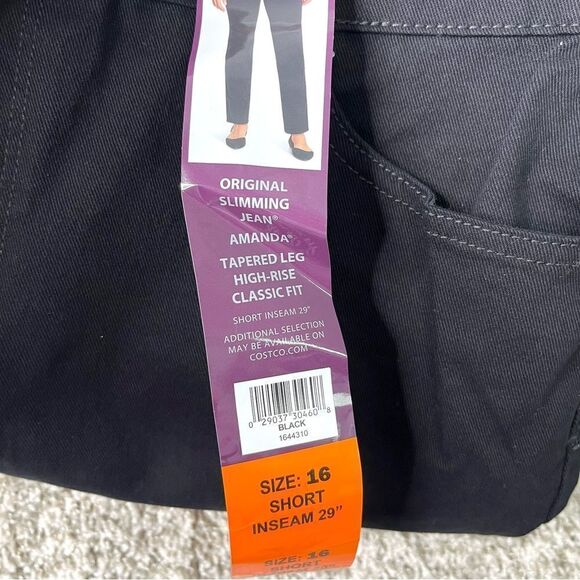 ORIGINAL
SLIMMING
JEAN®
AMANDA®
TAPERED LEG
HIGH-RISE
CLASSIC FIT
SHORT INSEAM 29"
ADDITIONAL SELECTION
MAY BE AVAILABLE ON
COSTCO.COM
0 29037 30460 8
BLACK
1644310
SIZE: 16
SHORT
INSEAM 29"
SIZE: 16
SHORT